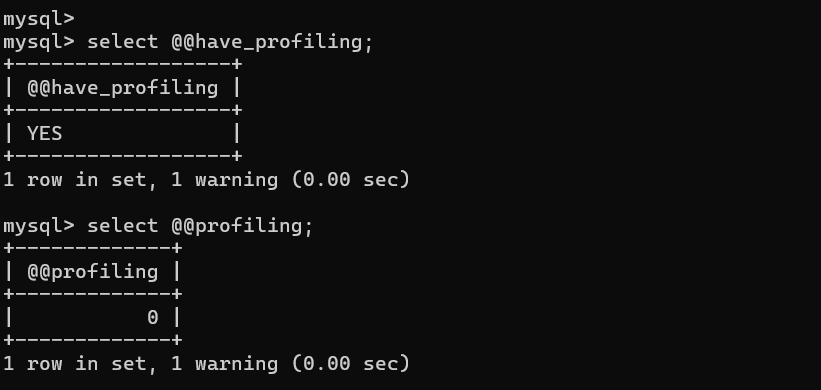 mysql>
mysql> select @@have_profiling;
+------------------+
| @@have_profiling |
+------------------+
| YES              |
+------------------+
1 row in set, 1 warning (0.00 sec)

mysql> select @@profiling;
+-------------+
| @@profiling |
+-------------+
|           0 |
+-------------+
1 row in set, 1 warning (0.00 sec)